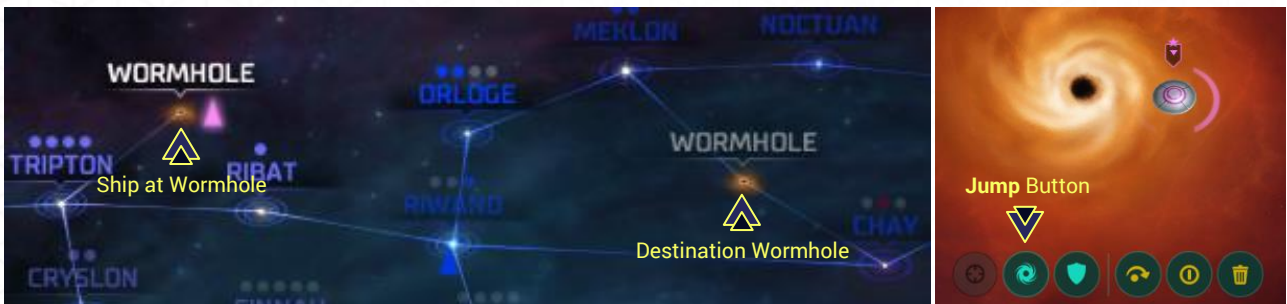 MEKLON
NOCTUAN
WORMHOLE
ORLOGE
WORMHOLE
TRIPTON
RIBAT
Ship at Wormhole
Jump Button
RIWAND
CHAY
Destination Wormhole
CRYSLON